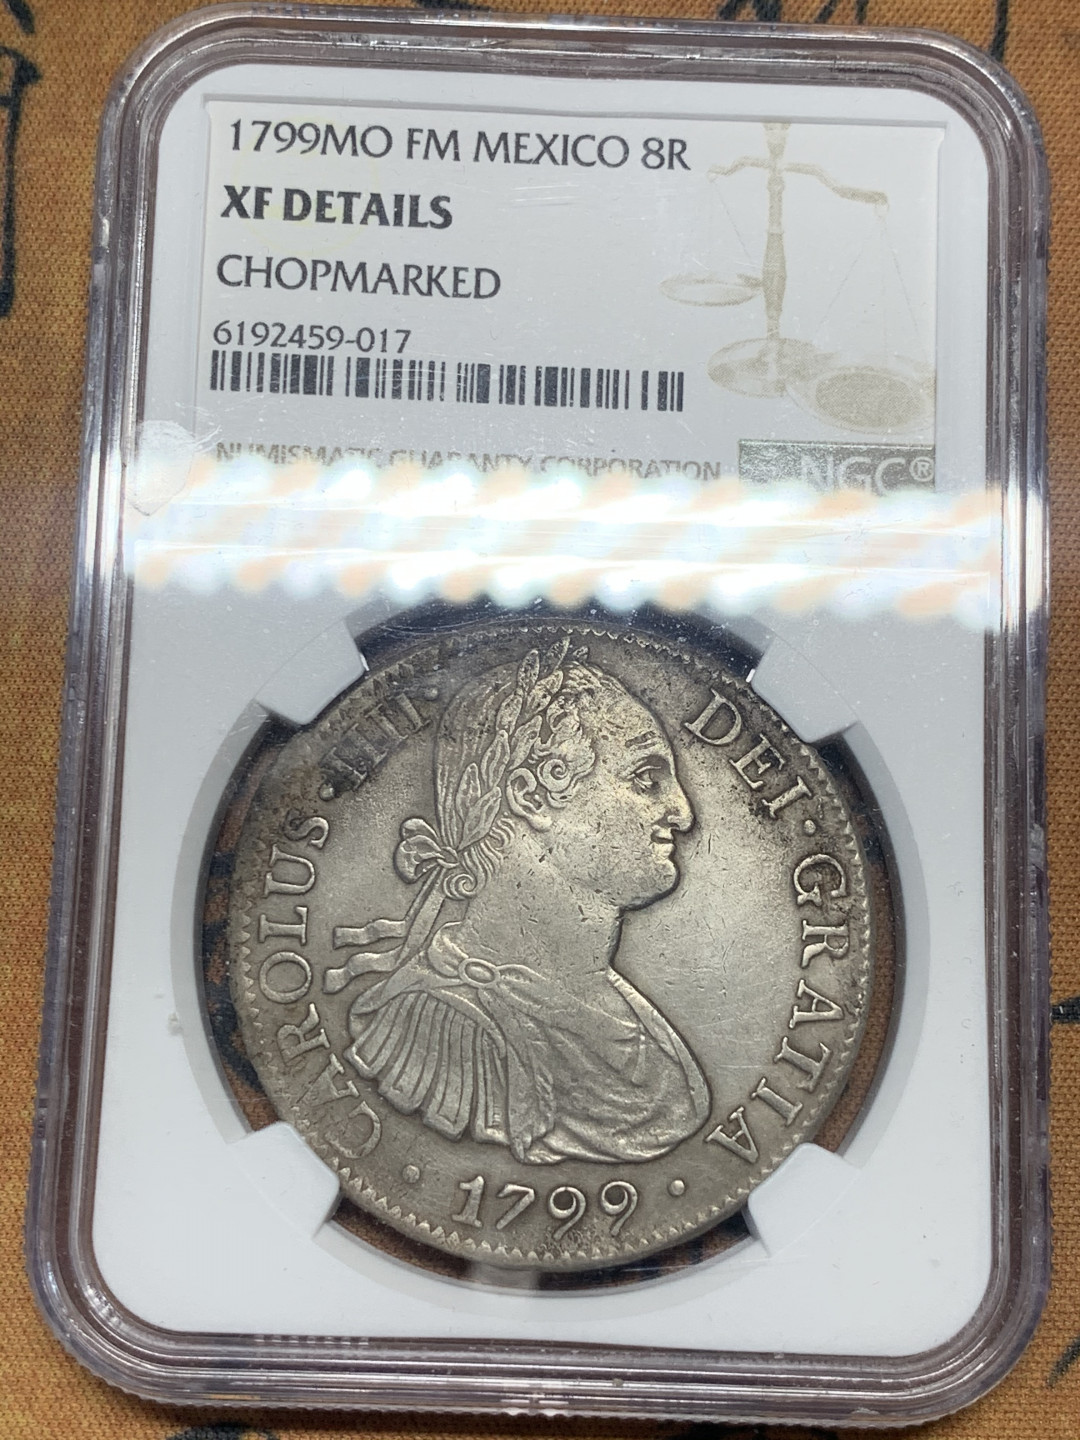 1799MO FM MEXICO 8R
XF DETAILS
CHOPMARKED
6192459-017
NUMISMATIC GUARANTY CORPORATION
NGC®
CAROLUS · IIII · DEI · GRATIA
· 1799 ·